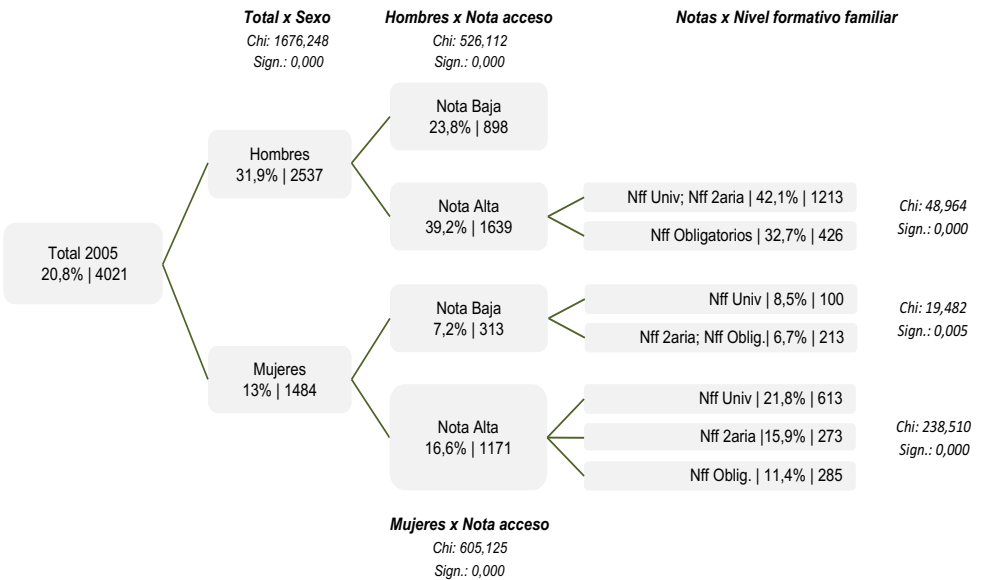 Total x Sexo
Chi: 1676,248
Sign.: 0,000
Hombres x Nota acceso
Chi: 526,112
Sign.: 0,000
Notas x Nivel formativo familiar
Total 2005
20,8% | 4021
Hombres
31,9% | 2537
Mujeres
13% | 1484
Nota Baja
23,8% | 898
Nota Alta
39,2% | 1639
Nff Univ; Nff 2aria | 42,1% | 1213
Nff Obligatorios | 32,7% | 426
Chi: 48,964
Sign.: 0,000
Nota Baja
7,2% | 313
Nff Univ | 8,5% | 100
Nff 2aria; Nff Oblig.| 6,7% | 213
Chi: 19,482
Sign.: 0,005
Nota Alta
16,6% | 1171
Nff Univ | 21,8% | 613
Nff 2aria |15,9% | 273
Nff Oblig. | 11,4% | 285
Chi: 238,510
Sign.: 0,000
Mujeres x Nota acceso
Chi: 605,125
Sign.: 0,000